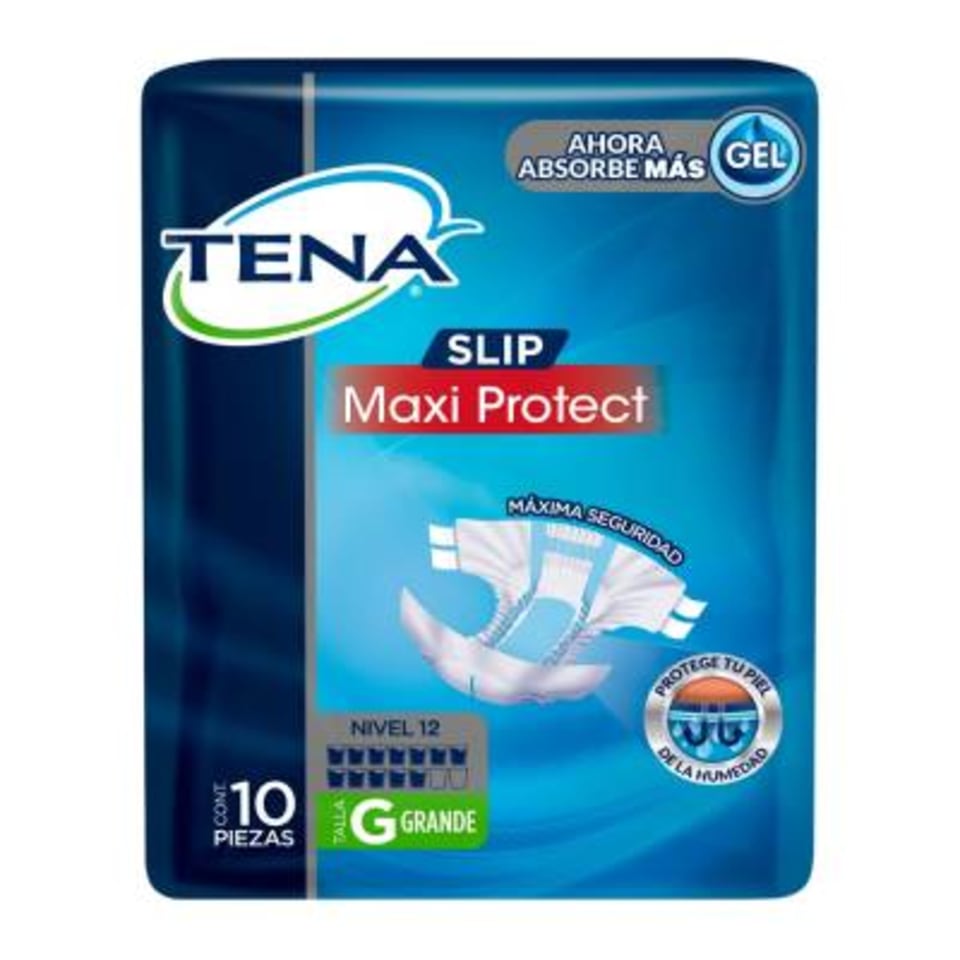 AHORA
ABSORBE MÁS
GEL
TENA
®
SLIP
Maxi Protect
MÁXIMA SEGURIDAD
PROTEGE TU PIEL
DE LA HUMEDAD
NIVEL 12
CONT. 10
PIEZAS
TALLA G GRANDE